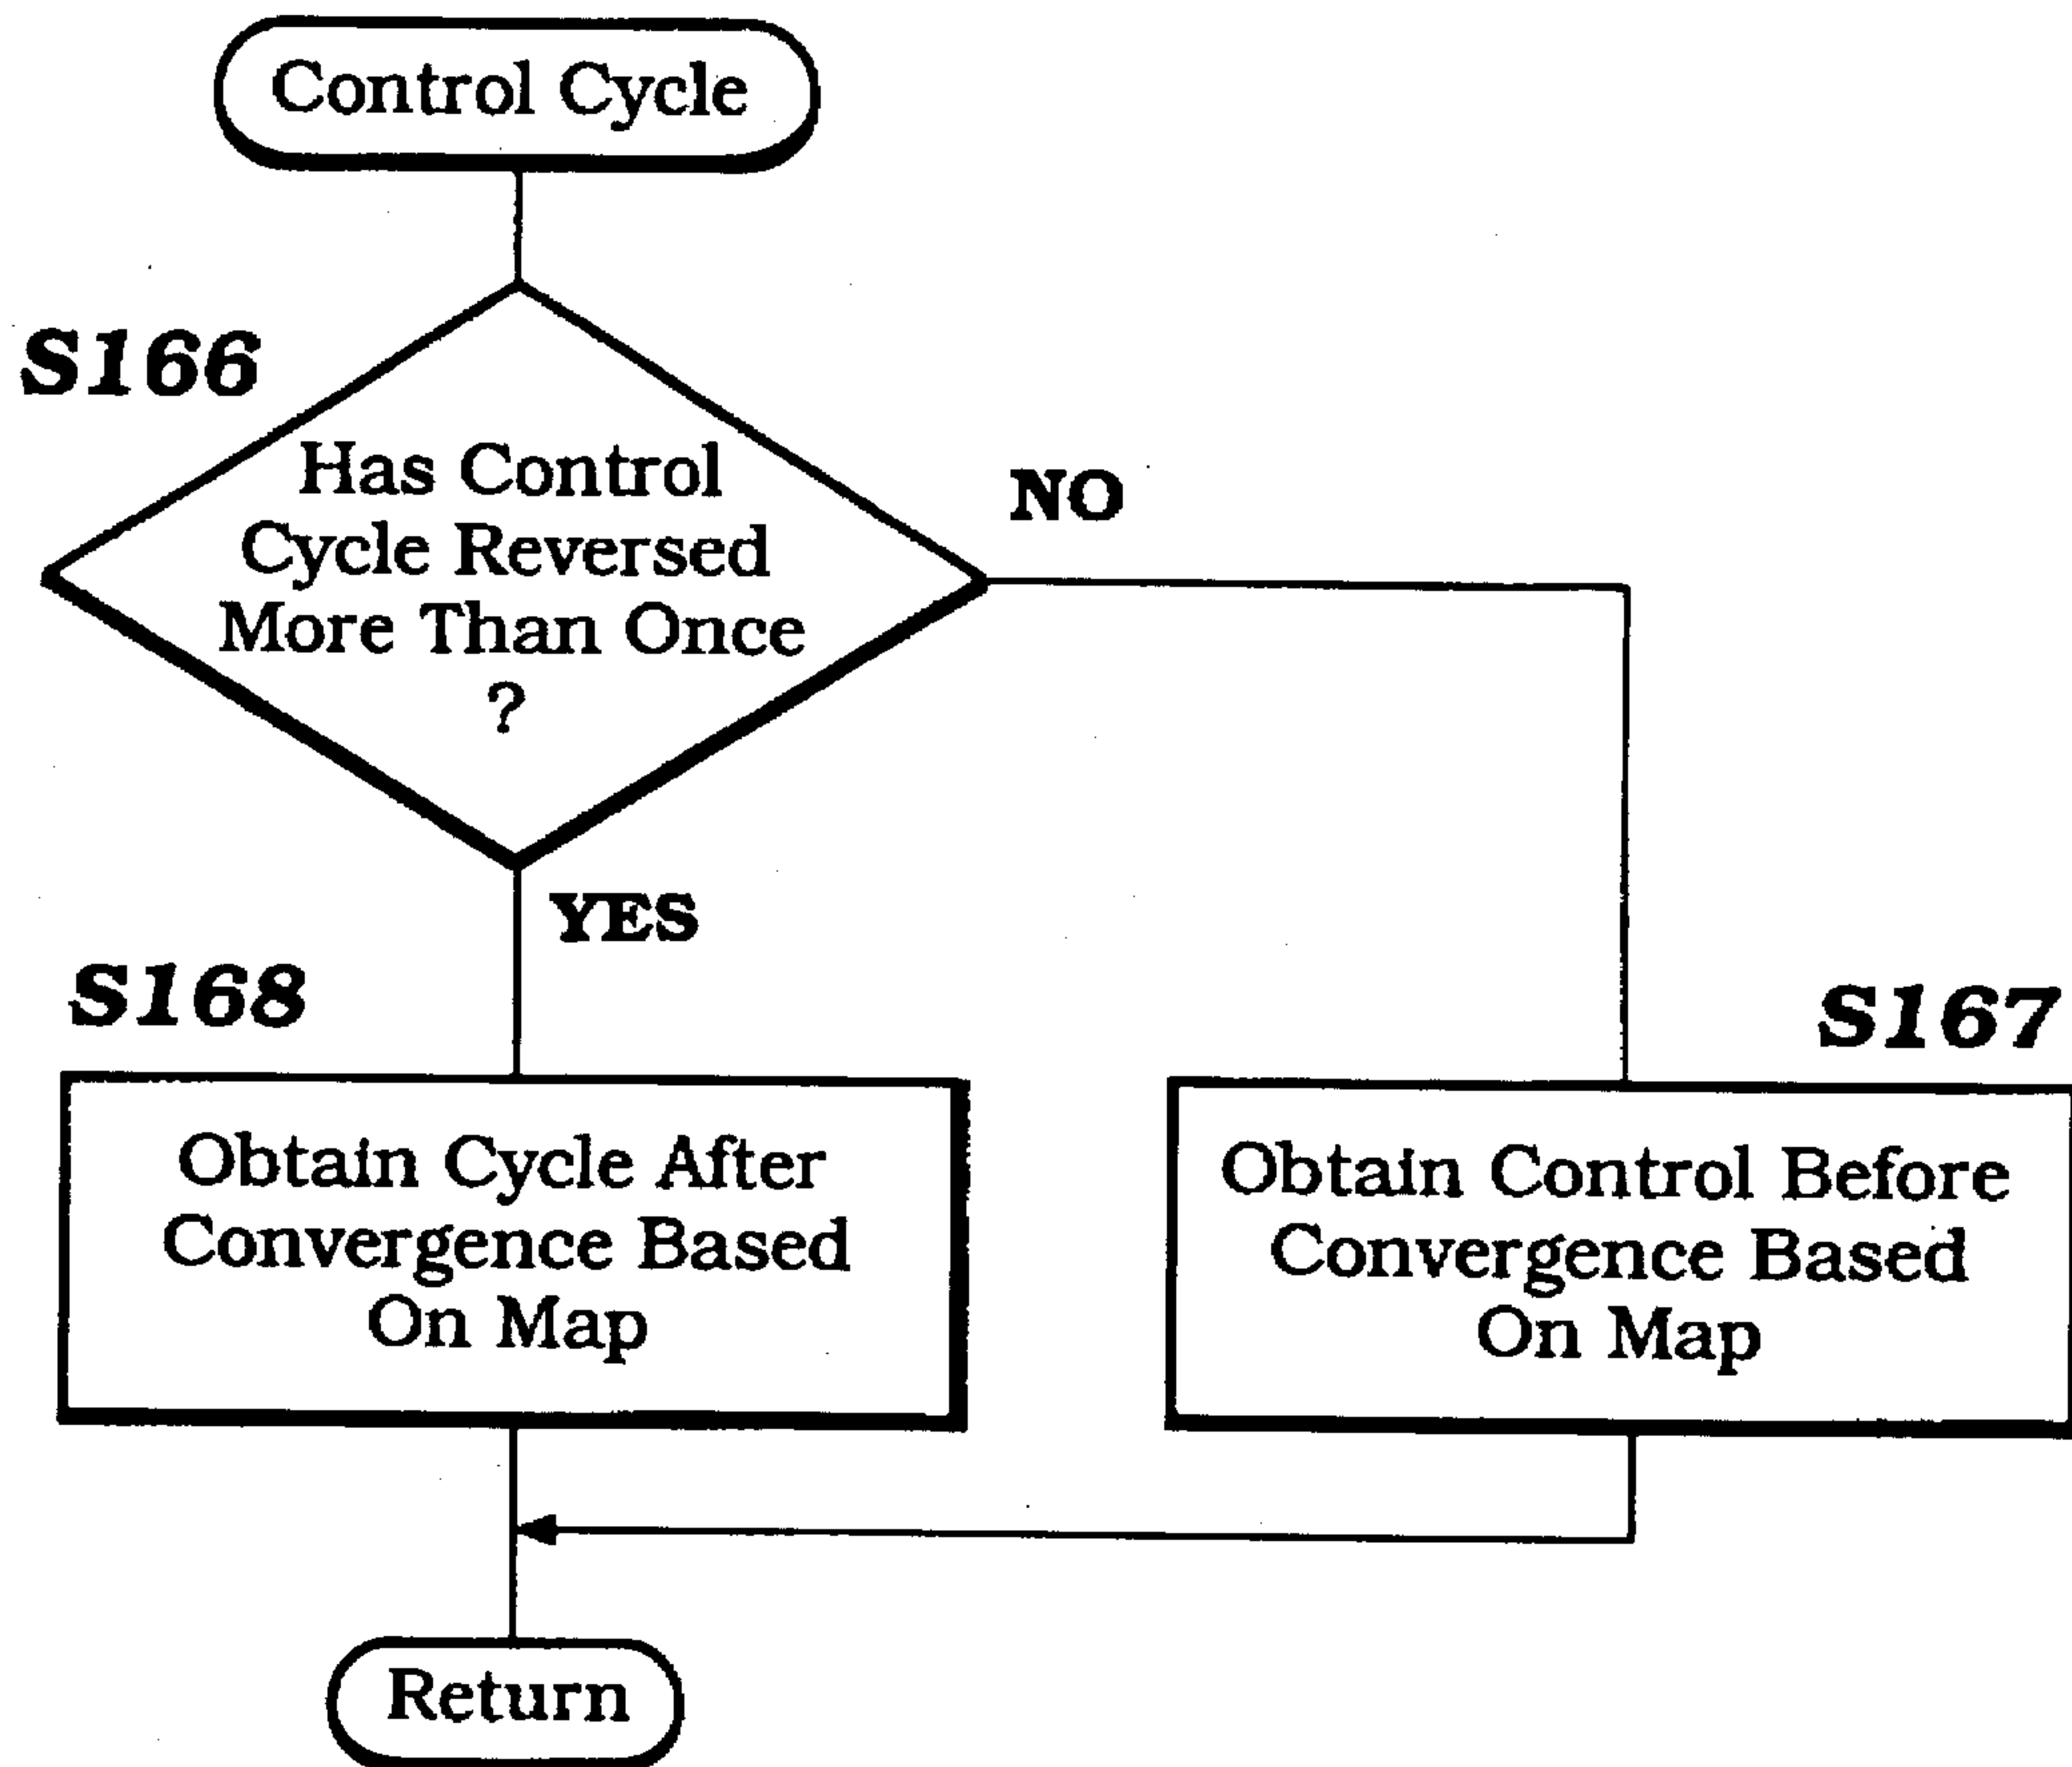 Control Cycle
S166
Has Control
Cycle Reversed
More Than Once
?
NO
YES
S168
Obtain Cycle After
Convergence Based
On Map
S167
Obtain Control Before
Convergence Based
On Map
Return